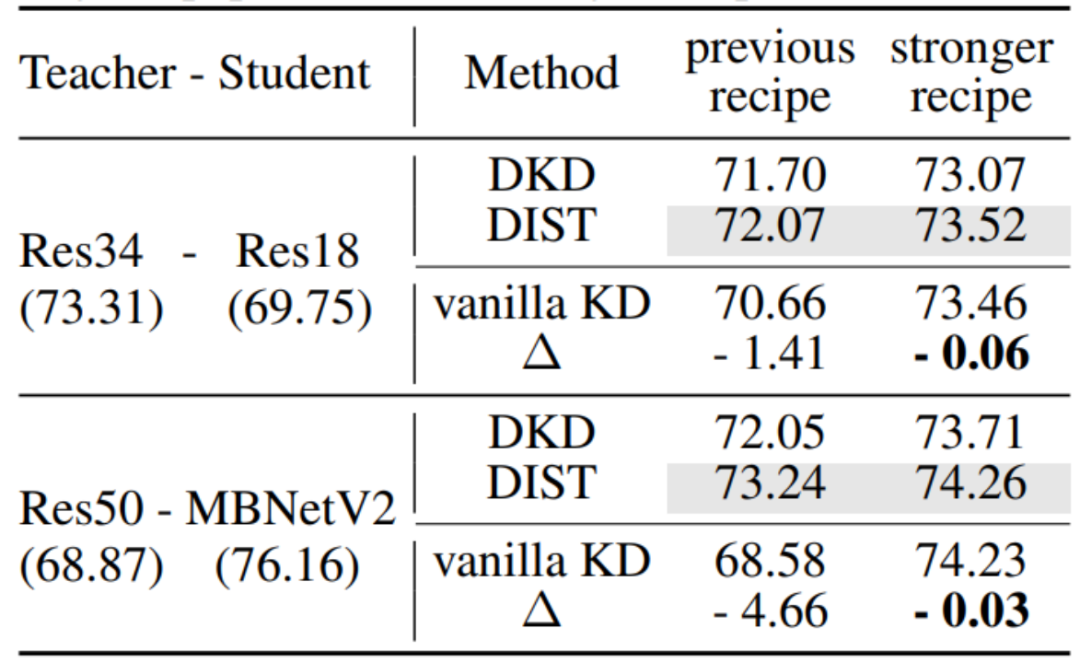 Teacher - Student Method previous recipe stronger recipe
DKD 71.70 73.07
DIST 72.07 73.52
Res34 - Res18
(73.31) (69.75)
vanilla KD 70.66 73.46
Δ - 1.41 - 0.06
DKD 72.05 73.71
DIST 73.24 74.26
Res50 - MBNetV2
(68.87) (76.16)
vanilla KD 68.58 74.23
Δ - 4.66 - 0.03